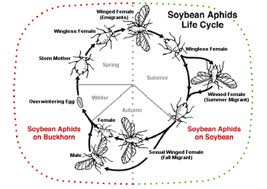 Soybean Aphids
Life Cycle
Winged Female
(Emigrants)
Wingless Female
Wingless Female
Stem Mother
Spring
Summer
Overwintering Egg
Winter
Autumn
Winged Female
(Summer Migrant)
Soybean Aphids
on Buckhorn
Soybean Aphids
on Soybean
Male
Sexual Winged Female
(Fall Migrant)